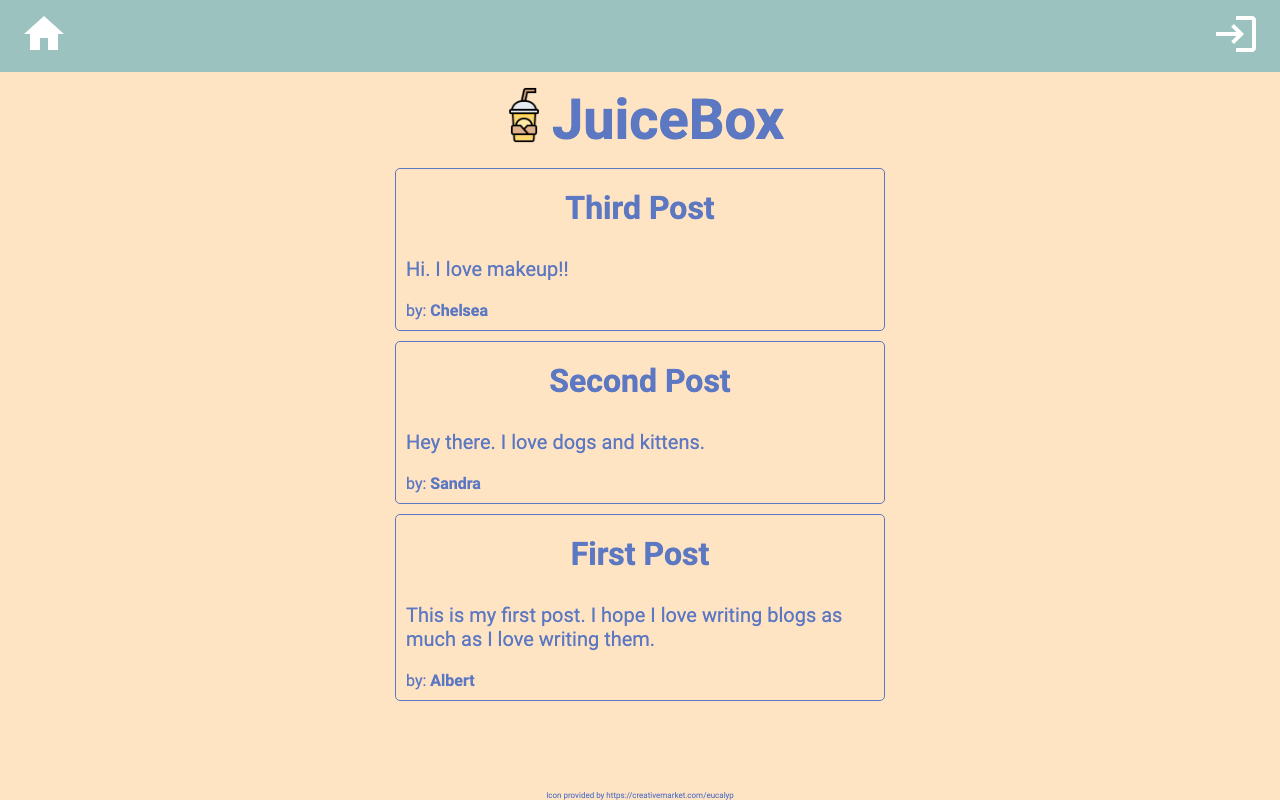 JuiceBox
Third Post
Hi. I love makeup!!
by: Chelsea
Second Post
Hey there. I love dogs and kittens.
by: Sandra
First Post
This is my first post. I hope I love writing blogs as
much as I love writing them.
by: Albert
Icon provided by https://creativemarket.com/eucalyp